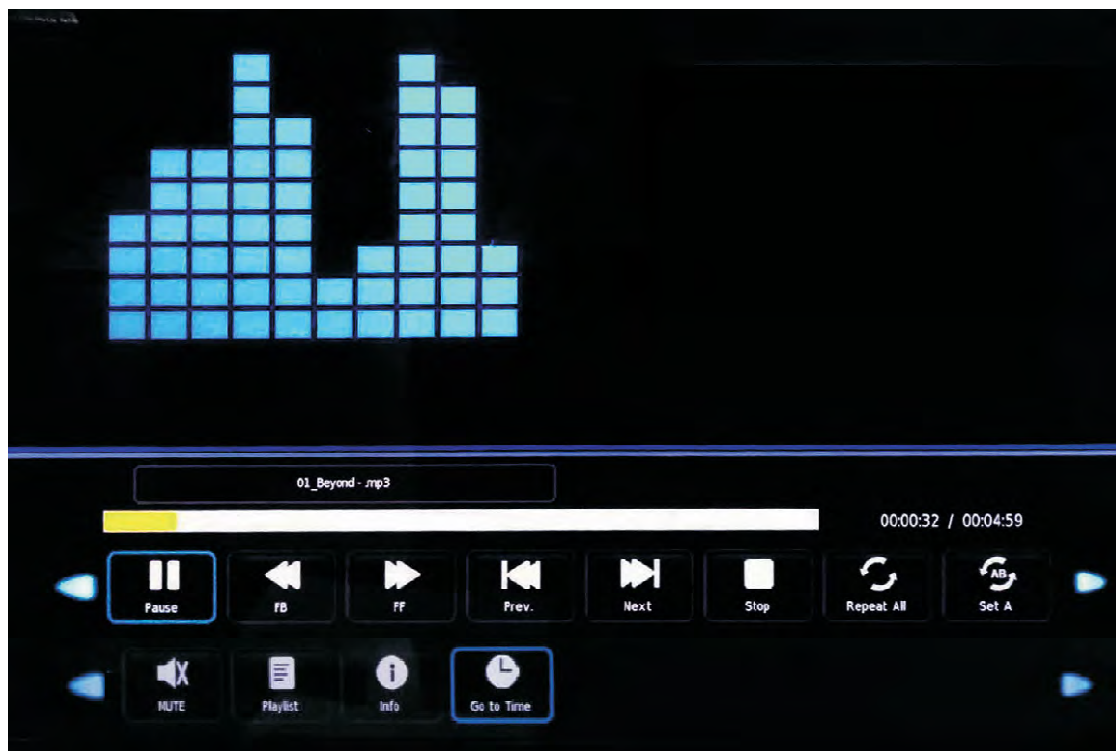 01_Beyond - .mp3
00:00:32 / 00:04:59
Pause
FB
FF
Prev.
Next
Stop
Repeat All
AB
Set A
MUTE
Playlist
Info
Go to Time